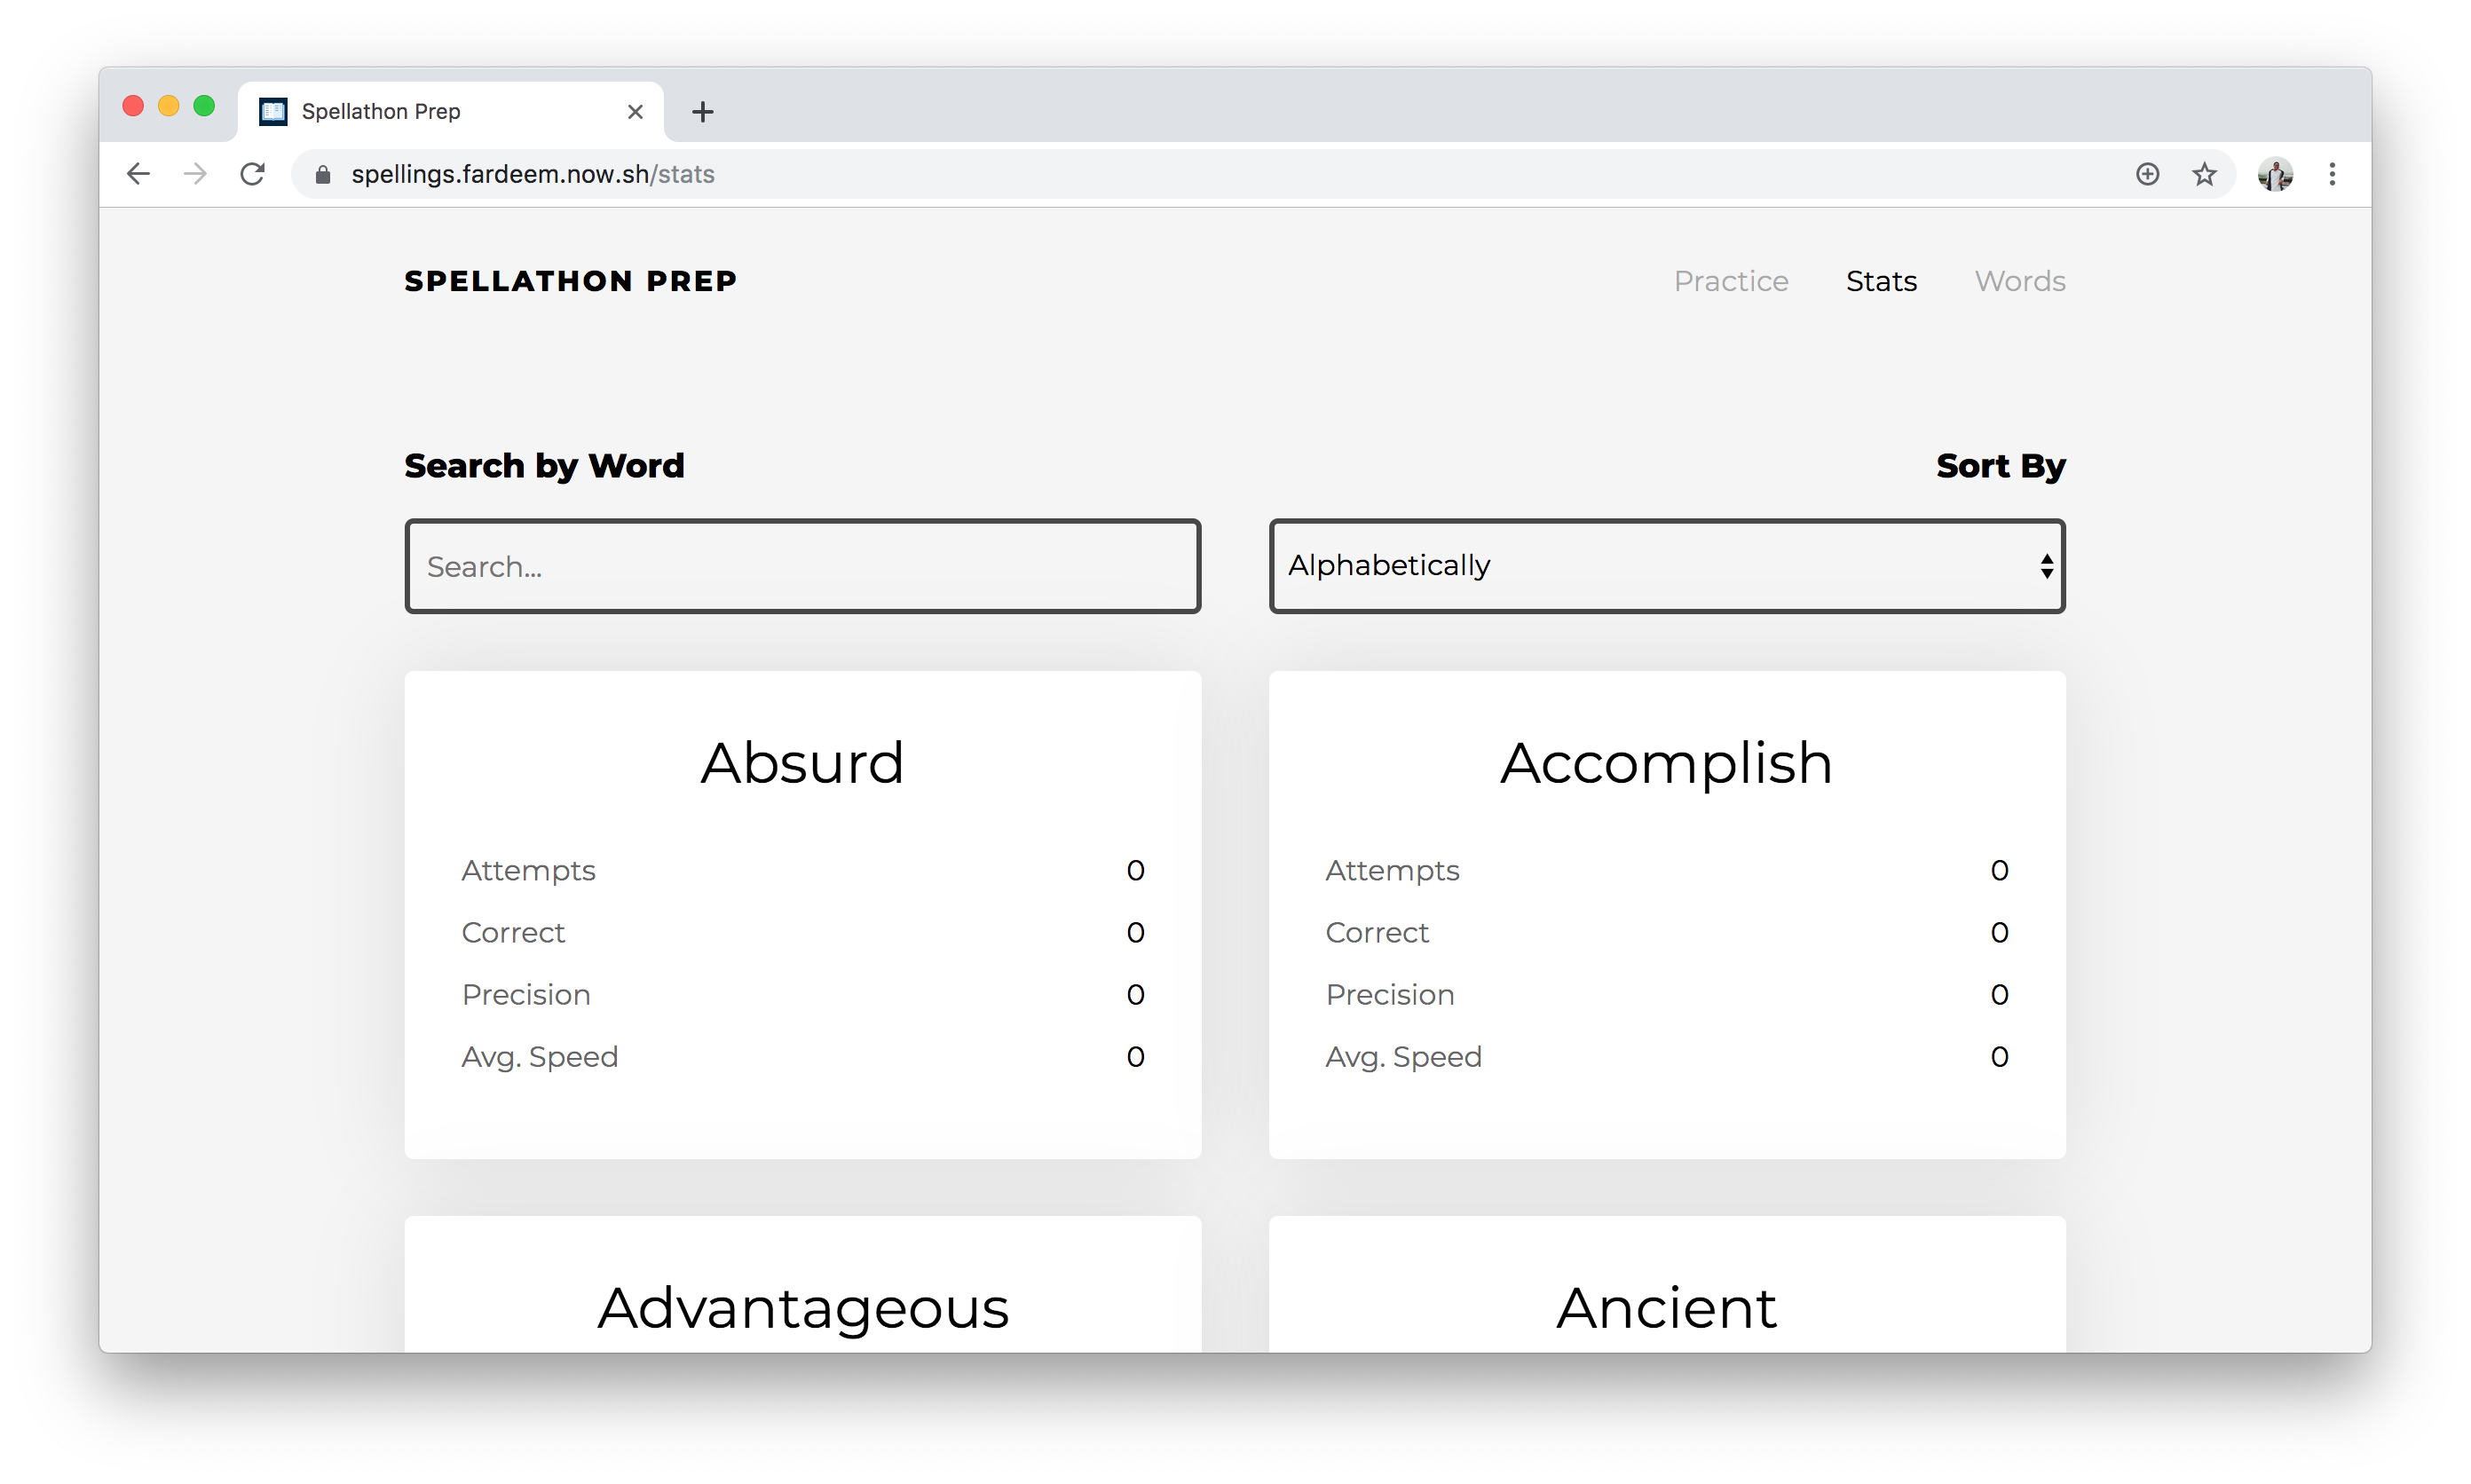 Spellathon Prep
spellings.fardeem.now.sh/stats
SPELLATHON PREP
Practice Stats Words
Search by Word Sort By
Search... Alphabetically
Absurd Accomplish
Attempts 0 Attempts 0
Correct 0 Correct 0
Precision 0 Precision 0
Avg. Speed 0 Avg. Speed 0
Advantageous Ancient